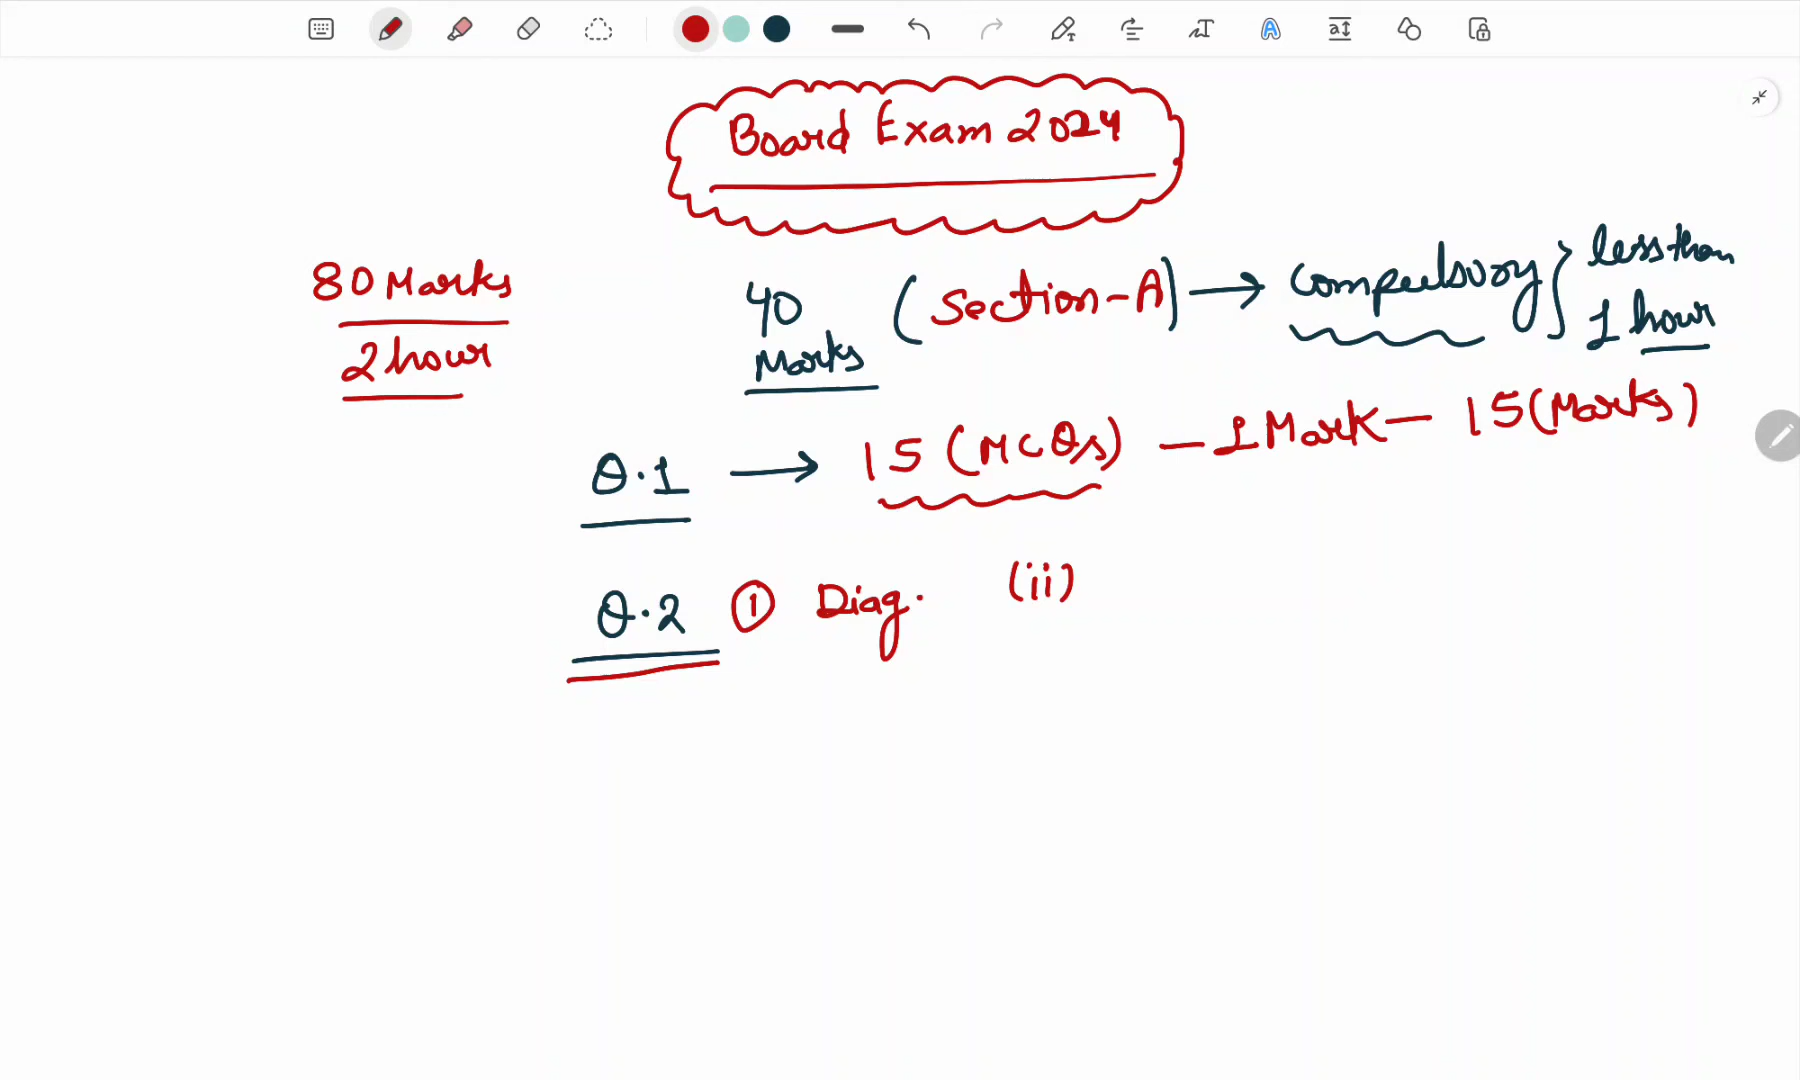 Board Exam 2024
80 Marks
2 hour
40 (Section-A) → Compulsory } less than
Marks
1 hour
Q.1 → 15 (MCQs) — 1 Mark — 15 (Marks)
Q.2 ① Diag. (ii)